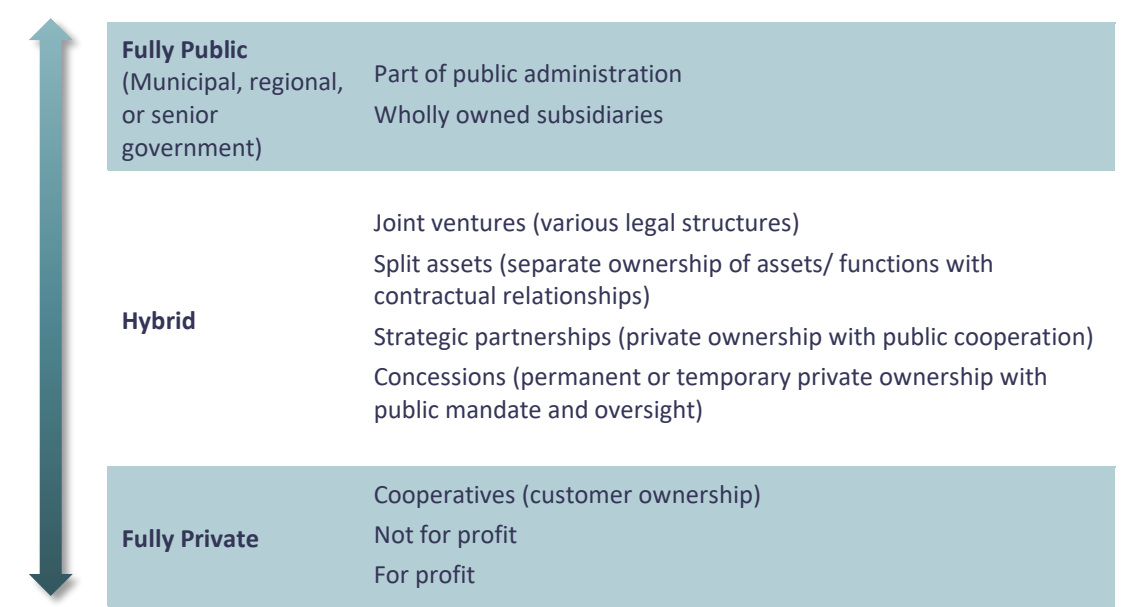 Fully Public
(Municipal, regional,
or senior
government)
Part of public administration
Wholly owned subsidiaries
Hybrid
Joint ventures (various legal structures)
Split assets (separate ownership of assets/ functions with
contractual relationships)
Strategic partnerships (private ownership with public cooperation)
Concessions (permanent or temporary private ownership with
public mandate and oversight)
Fully Private
Cooperatives (customer ownership)
Not for profit
For profit